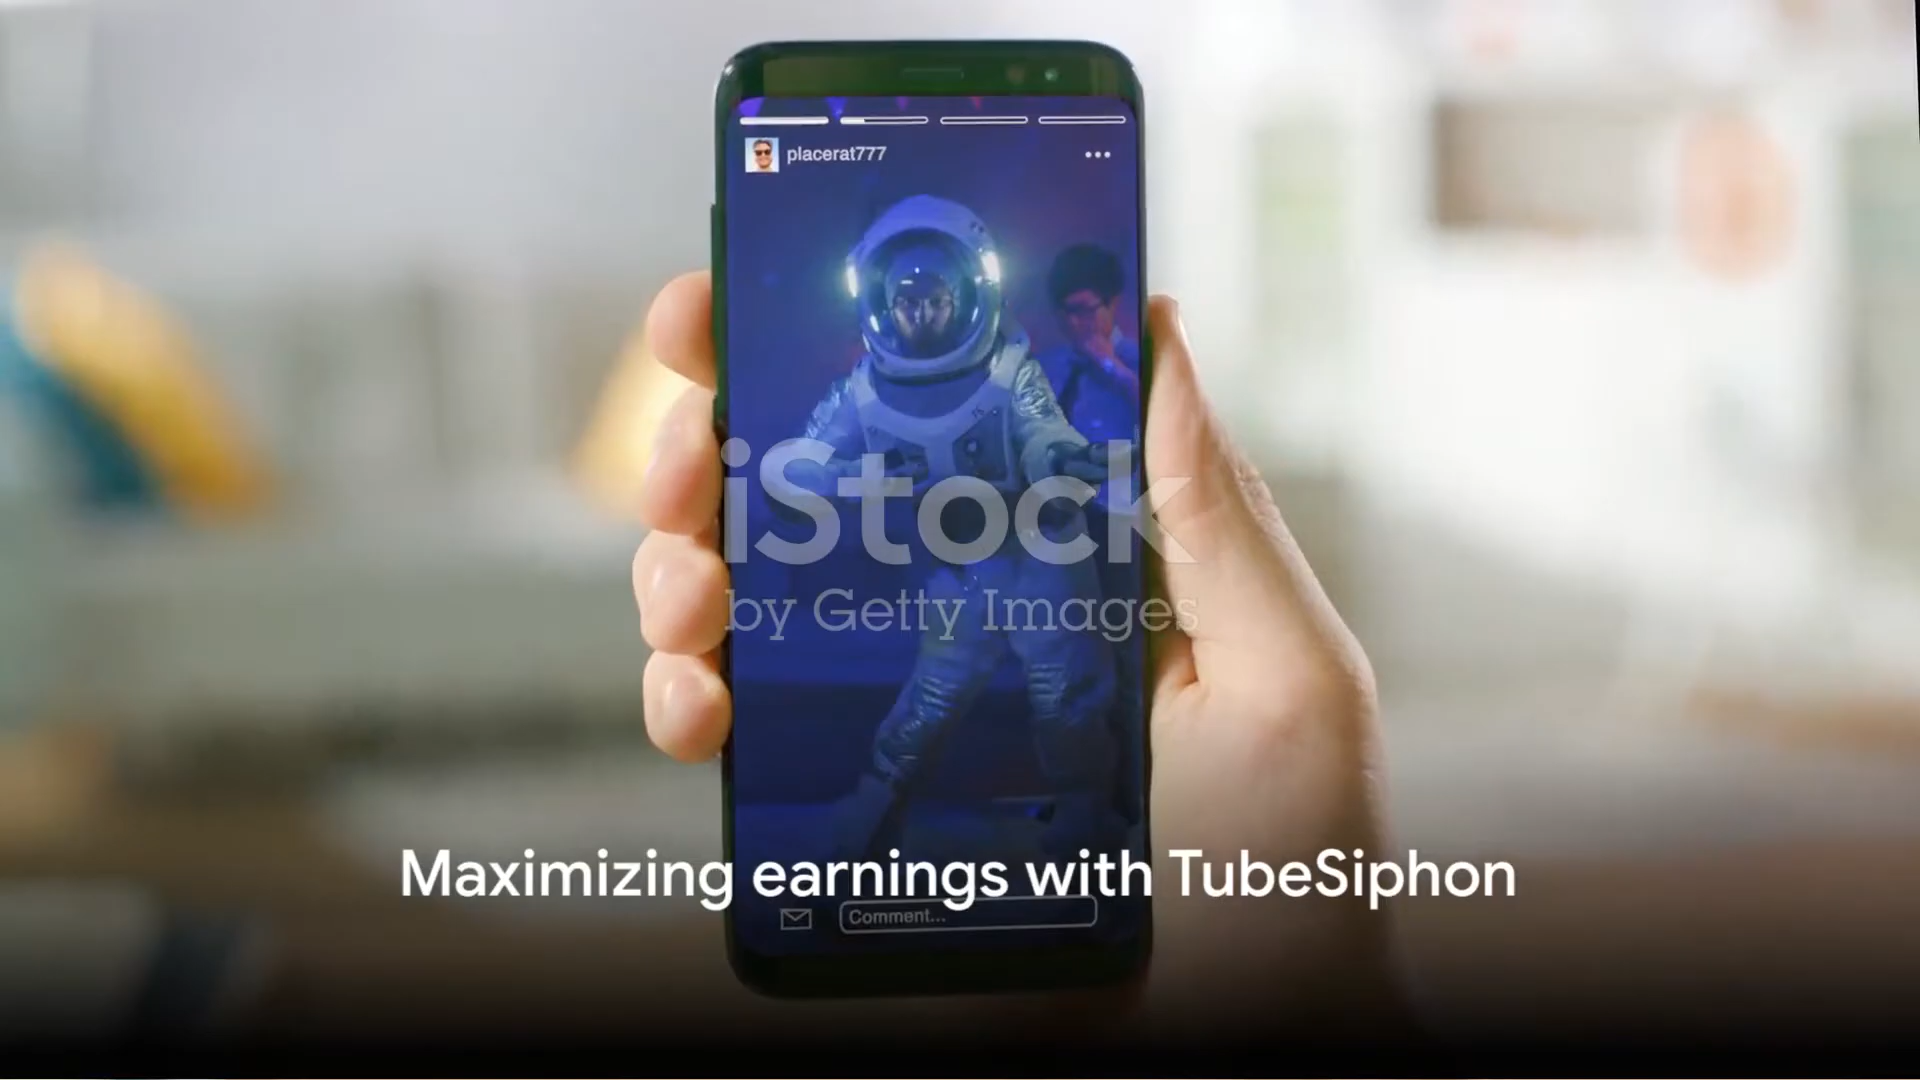 placerat777
iStock
by Getty Images
Maximizing earnings with TubeSiphon
Comment...